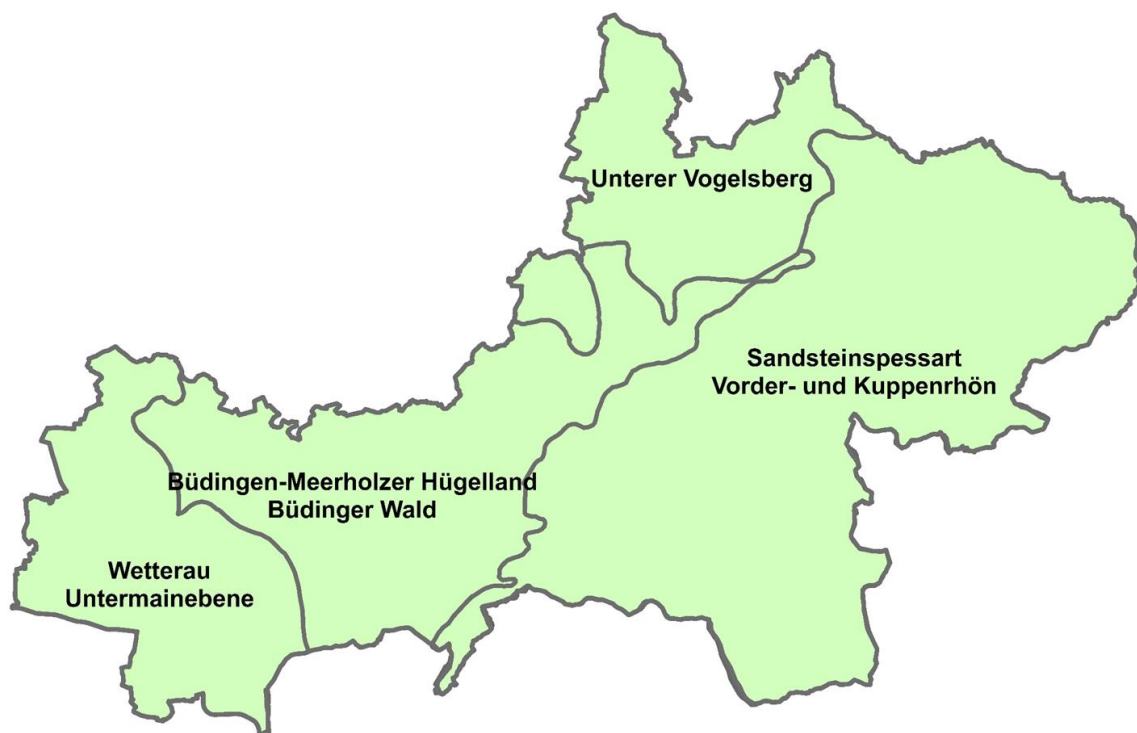 Unterer Vogelsberg
Sandsteinspessart
Vorder- und Kuppenrhön
Büdingen-Meerholzer Hügelland
Büdinger Wald
Wetterau
Untermainebene